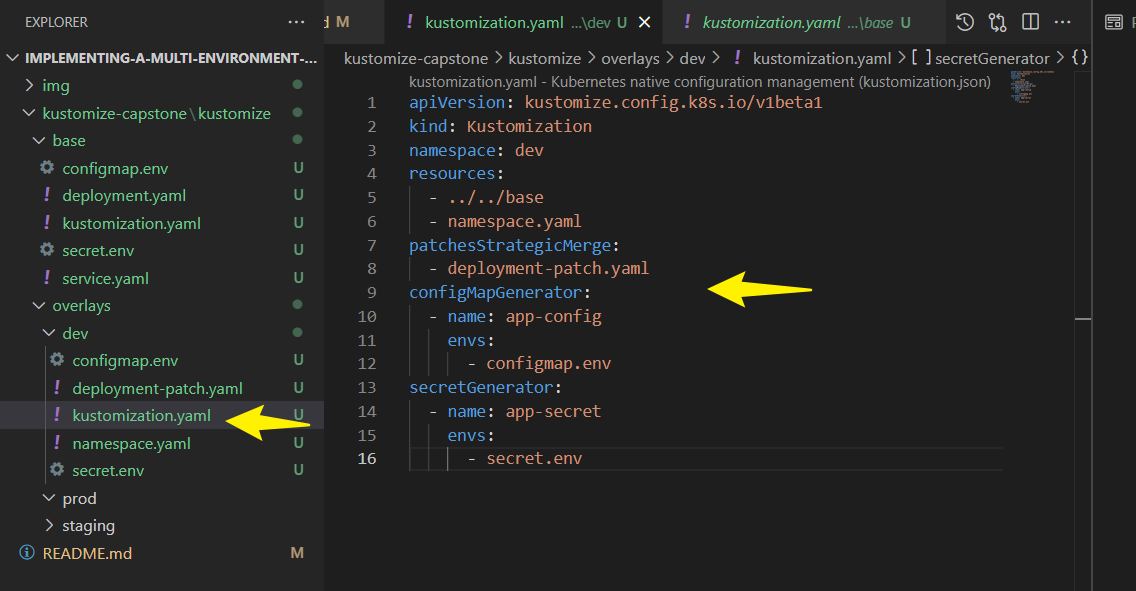 EXPLORER
IMPLEMENTING-A-MULTI-ENVIRONMENT-...
img
kustomize-capstone\kustomize
base
configmap.env U
deployment.yaml U
kustomization.yaml U
secret.env U
service.yaml U
overlays
dev
configmap.env U
deployment-patch.yaml U
kustomization.yaml U
namespace.yaml U
secret.env U
prod
staging
README.md M
d M
kustomization.yaml ...\dev U
kustomization.yaml ...\base U
kustomize-capstone > kustomize > overlays > dev > ! kustomization.yaml > [ ] secretGenerator > {}
kustomization.yaml - Kubernetes native configuration management (kustomization.json)
1 apiVersion: kustomize.config.k8s.io/v1beta1
2 kind: Kustomization
3 namespace: dev
4 resources:
5 - ../../base
6 - namespace.yaml
7 patchesStrategicMerge:
8 - deployment-patch.yaml
9 configMapGenerator:
10 - name: app-config
11 envs:
12 - configmap.env
13 secretGenerator:
14 - name: app-secret
15 envs:
16 - secret.env